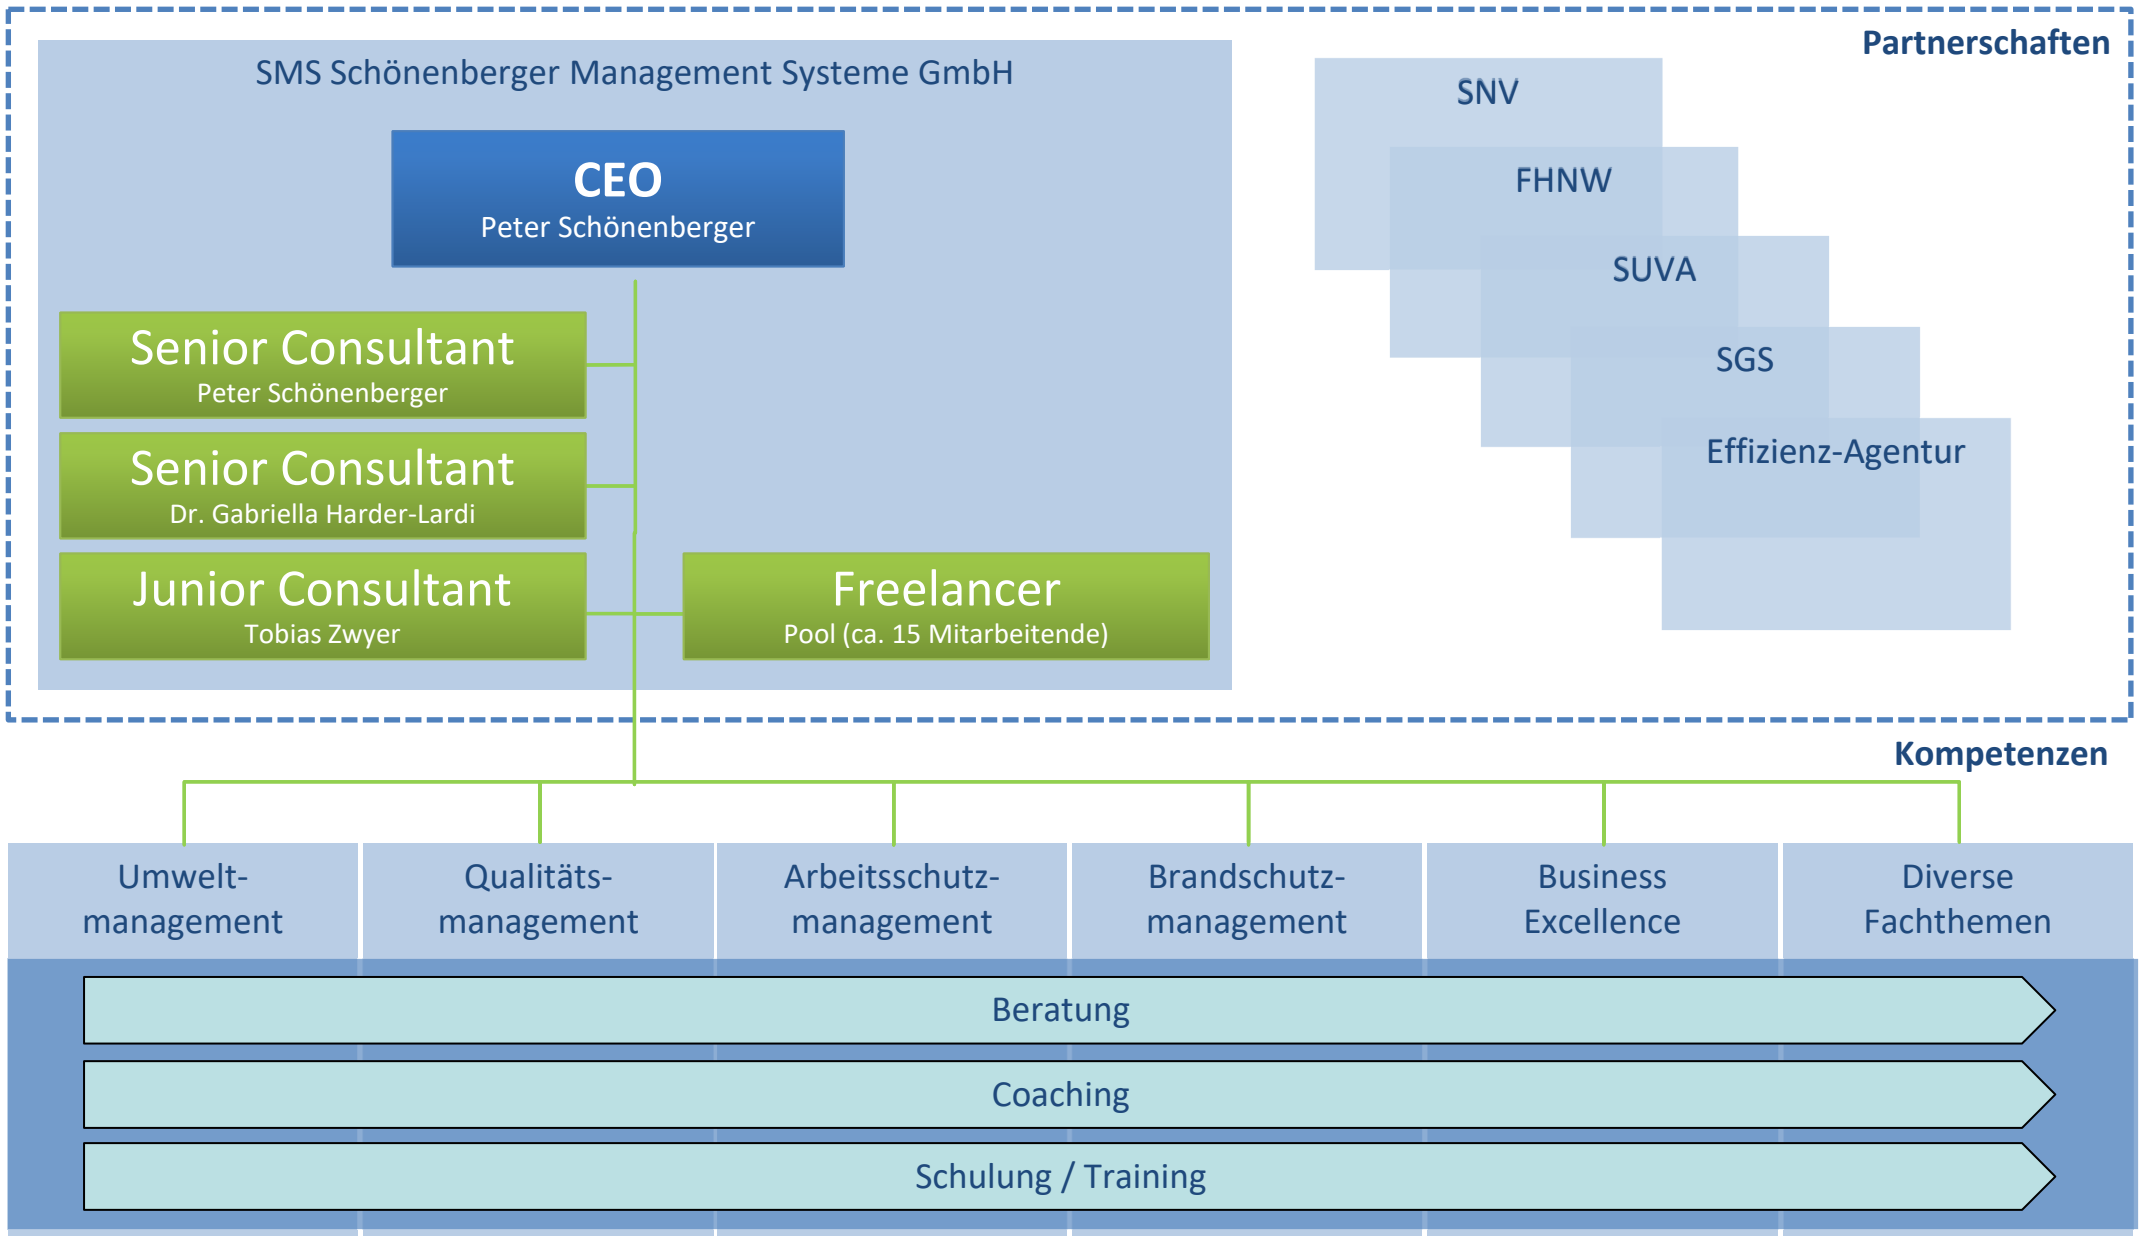 Partnerschaften
SMS Schönenberger Management Systeme GmbH
CEO
Peter Schönenberger
Senior Consultant
Peter Schönenberger
Senior Consultant
Dr. Gabriella Harder-Lardi
Junior Consultant
Tobias Zwyer
Freelancer
Pool (ca. 15 Mitarbeitende)
SNV
FHNW
SUVA
SGS
Effizienz-Agentur
Kompetenzen
Umwelt-
management
Qualitäts-
management
Arbeitsschutz-
management
Brandschutz-
management
Business
Excellence
Diverse
Fachthemen
Beratung
Coaching
Schulung / Training